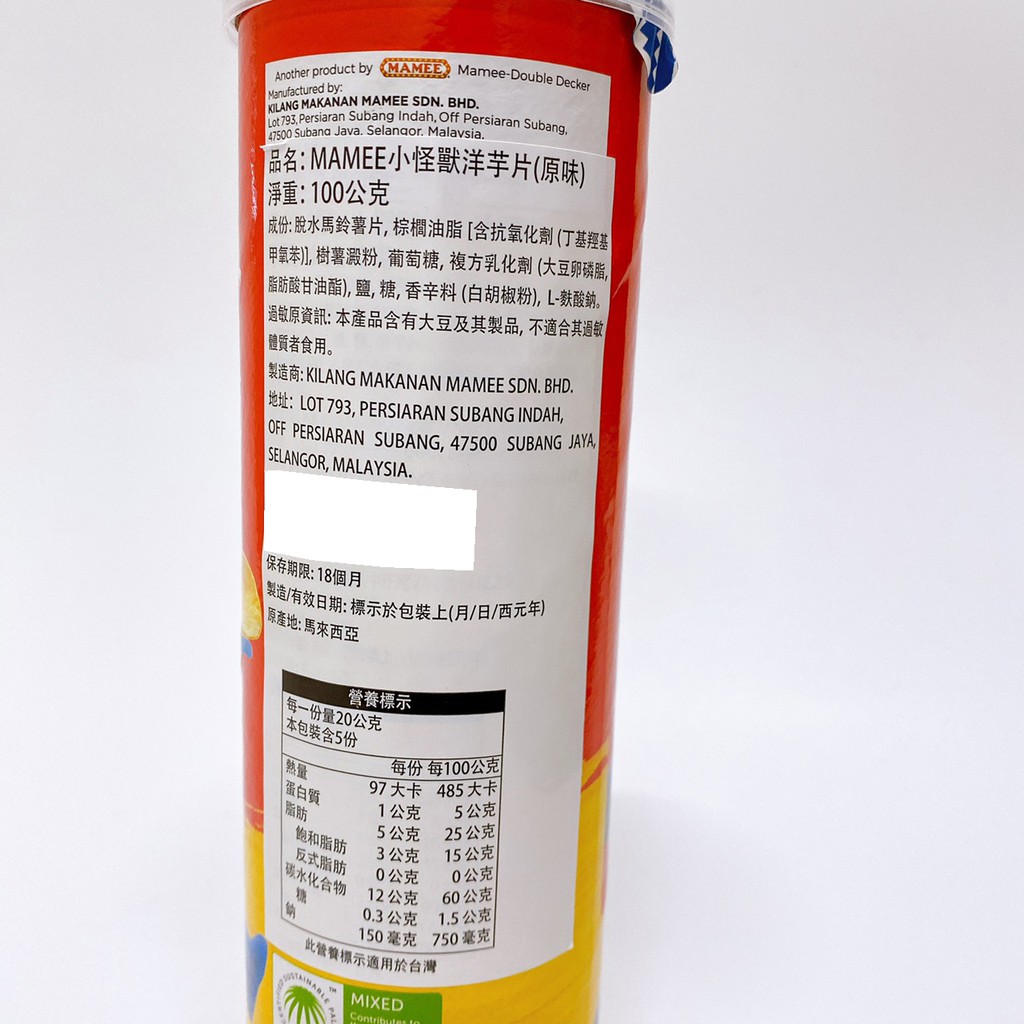 Another product by MAMEE Mamee-Double Decker
Manufactured by:
KILANG MAKANAN MAMEE SDN. BHD.
Lot 793, Persiaran Subang Indah, Off Persiaran Subang,
47500 Subang Jaya, Selangor, Malaysia.
品名: MAMEE小怪獸洋芋片(原味)
淨重: 100公克
成份: 脫水馬鈴薯片, 棕櫚油脂 [含抗氧化劑 (丁基羥基
甲氧苯)], 樹薯澱粉, 葡萄糖, 複方乳化劑 (大豆卵磷脂,
脂肪酸甘油酯), 鹽, 糖, 香辛料 (白胡椒粉), L-麩酸鈉。
過敏原資訊: 本產品含有大豆及其製品, 不適合其過敏
體質者食用。
製造商: KILANG MAKANAN MAMEE SDN. BHD.
地址: LOT 793, PERSIARAN SUBANG INDAH,
OFF PERSIARAN SUBANG, 47500 SUBANG JAYA,
SELANGOR, MALAYSIA.
保存期限: 18個月
製造/有效日期: 標示於包裝上(月/日/西元年)
原產地: 馬來西亞
營養標示
每一份量20公克
本包裝含5份
每份 每100公克
熱量 97 大卡 485 大卡
蛋白質 1 公克 5 公克
脂肪 5 公克 25 公克
飽和脂肪 3 公克 15 公克
反式脂肪 0 公克 0 公克
碳水化合物 12 公克 60 公克
糖 0.3 公克 1.5 公克
鈉 150 毫克 750 毫克
此營養標示適用於台灣
SUSTAINABLE
MIXED
Contributes to